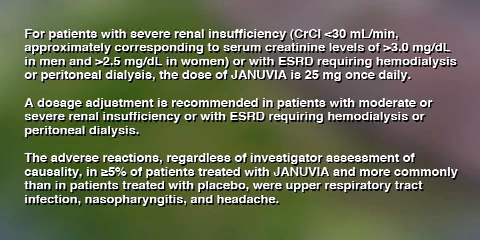 For patients with severe renal insufficiency (CrCl <30 mL/min,
approximately corresponding to serum creatinine levels of >3.0 mg/dL
in men and >2.5 mg/dL in women) or with ESRD requiring hemodialysis
or peritoneal dialysis, the dose of JANUVIA is 25 mg once daily.
A dosage adjustment is recommended in patients with moderate or
severe renal insufficiency or with ESRD requiring hemodialysis or
peritoneal dialysis.
The adverse reactions, regardless of investigator assessment of
causality, in ≥5% of patients treated with JANUVIA and more commonly
than in patients treated with placebo, were upper respiratory tract
infection, nasopharyngitis, and headache.